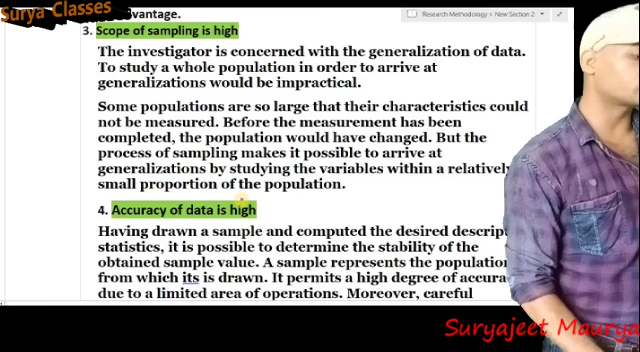 Surya Classes
vantage.
Research Methodology > New Section 2
3. Scope of sampling is high
The investigator is concerned with the generalization of data.
To study a whole population in order to arrive at
generalizations would be impractical.
Some populations are so large that their characteristics could
not be measured. Before the measurement has been
completed, the population would have changed. But the
process of sampling makes it possible to arrive at
generalizations by studying the variables within a relatively
small proportion of the population.
4. Accuracy of data is high
Having drawn a sample and computed the desired descrip
statistics, it is possible to determine the stability of the
obtained sample value. A sample represents the population
from which its is drawn. It permits a high degree of accura
due to a limited area of operations. Moreover, careful
Suryajeet Maurya